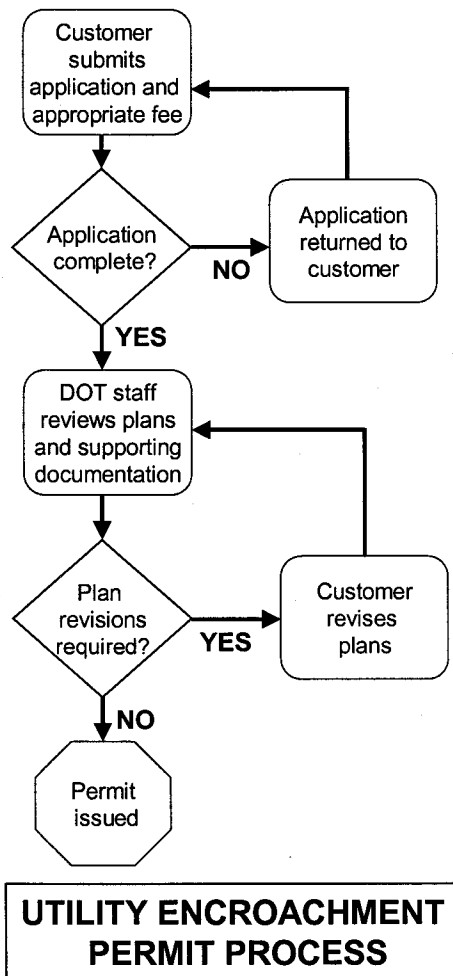 Customer
submits
application and
appropriate fee
Application
complete?
NO
Application
returned to
customer
YES
DOT staff
reviews plans
and supporting
documentation
Plan
revisions
required?
YES
Customer
revises
plans
NO
Permit
issued
UTILITY ENCROACHMENT
PERMIT PROCESS